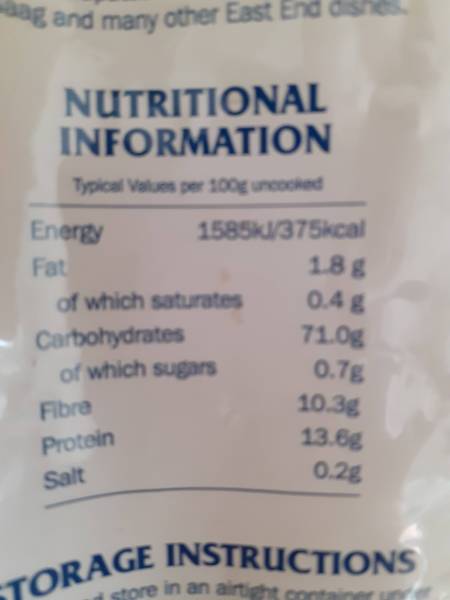 aag and many other East End dishes.
NUTRITIONAL
INFORMATION
Typical Values per 100g uncooked
Energy 1585kJ/375kcal
Fat 1.8 g
of which saturates 0.4 g
Carbohydrates 71.0g
of which sugars 0.7g
Fibre 10.3g
Protein 13.6g
Salt 0.2g
STORAGE INSTRUCTIONS
store in an airtight container under